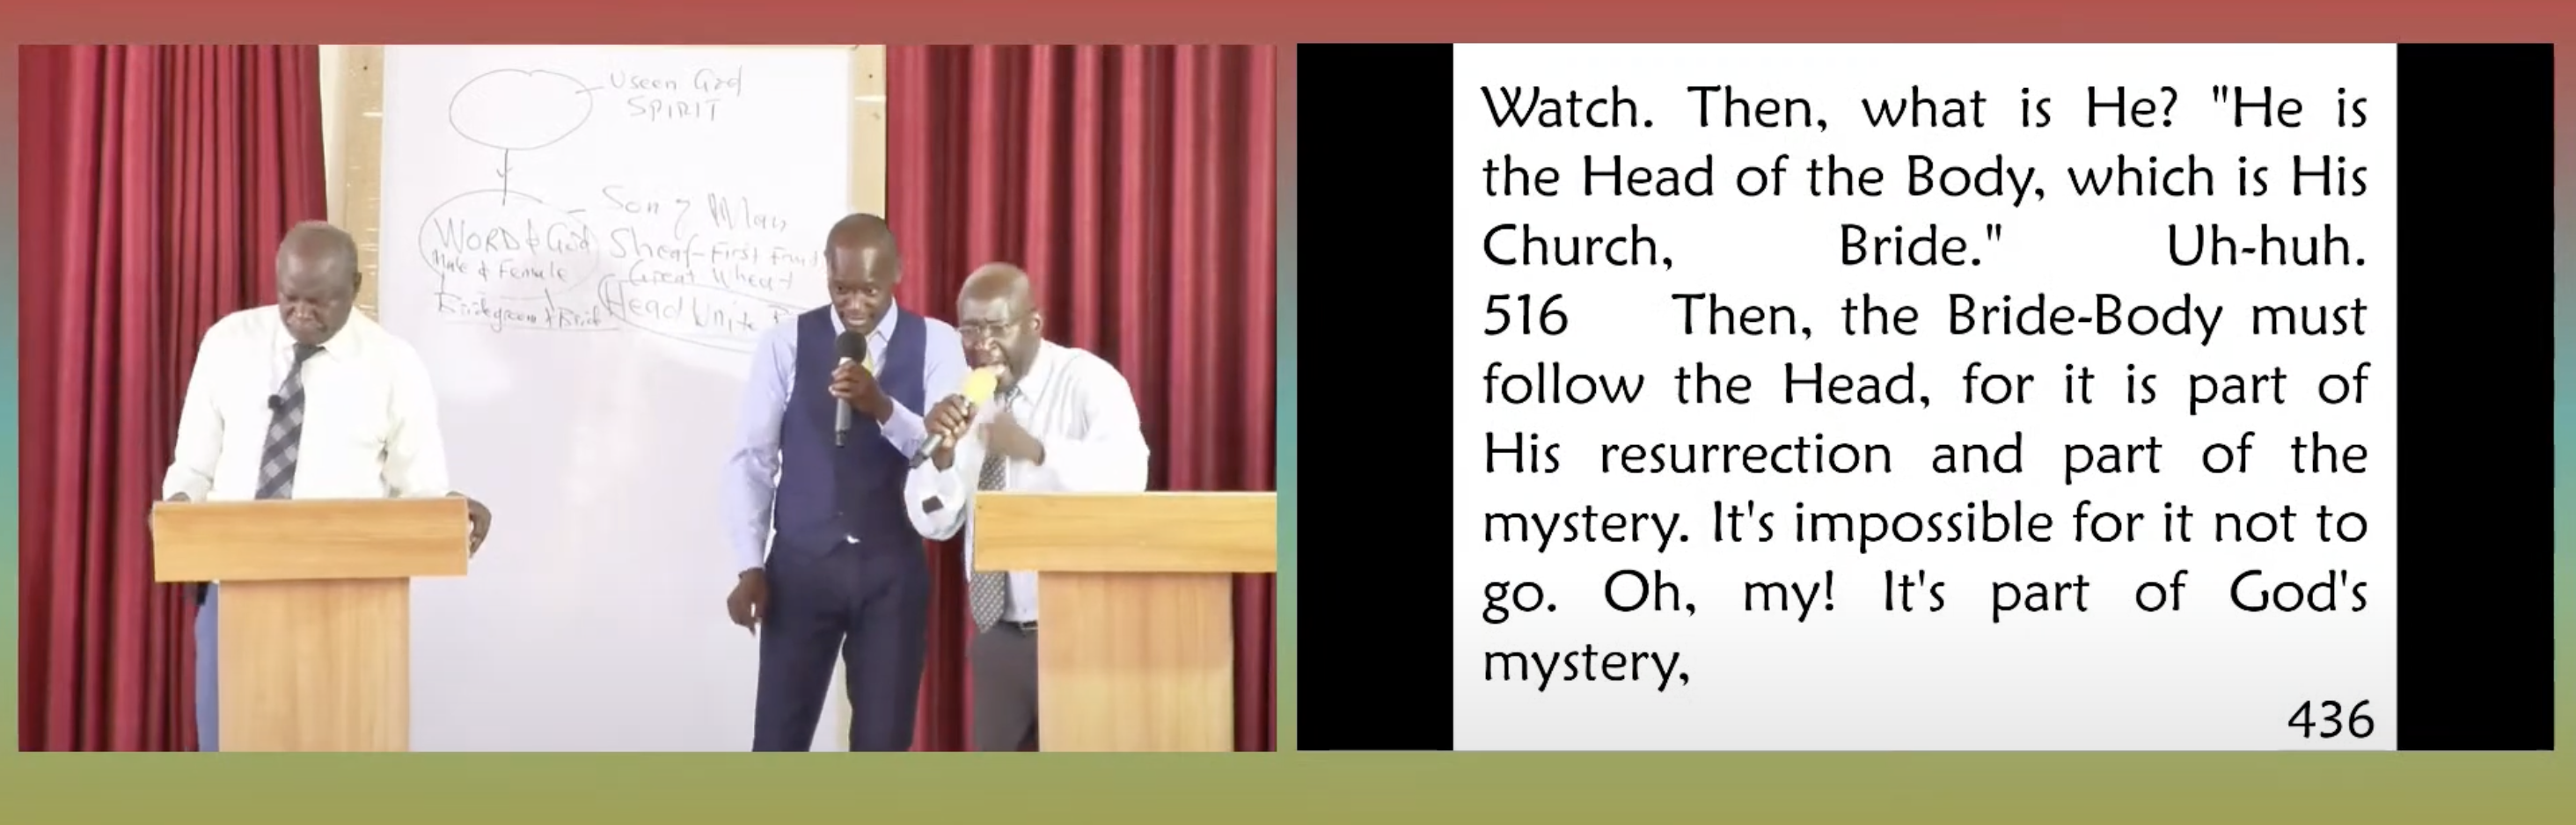 Useen God
SPIRIT
Son of Man
WORD of God
Sheaf-First Fruit
Male & Female
Great Wheat
Bridegroom & Bride
Head Unite
Watch. Then, what is He? "He is
the Head of the Body, which is His
Church, Bride." Uh-huh.
516 Then, the Bride-Body must
follow the Head, for it is part of
His resurrection and part of the
mystery. It's impossible for it not to
go. Oh, my! It's part of God's
mystery,
436